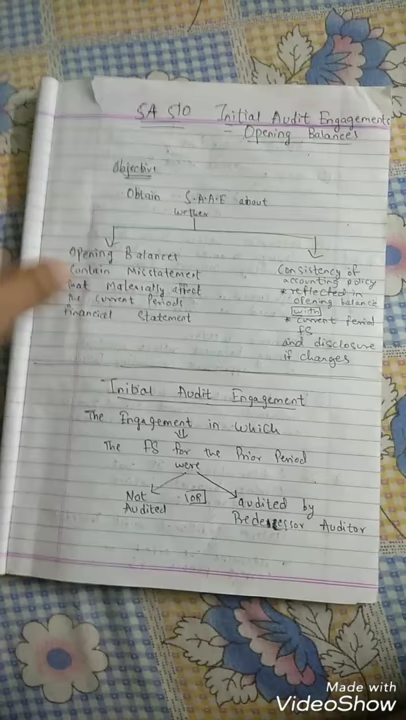 SA 510 Initial Audit Engagements
- Opening Balances
Objective
Obtain S.A.A.E about
wether
Opening Balances
Contain Misstatement
that Materially affect
the current Periods
Financial Statement
Consistency of
accounting policy
* reflected in
opening balance
with
* current period
FS
and disclosure
if changes
Initial Audit Engagement
The Engagement in which
The FS for the Prior Period
were
Not
Audited
OR
audited by
Predecessor Auditor
Made with
VideoShow